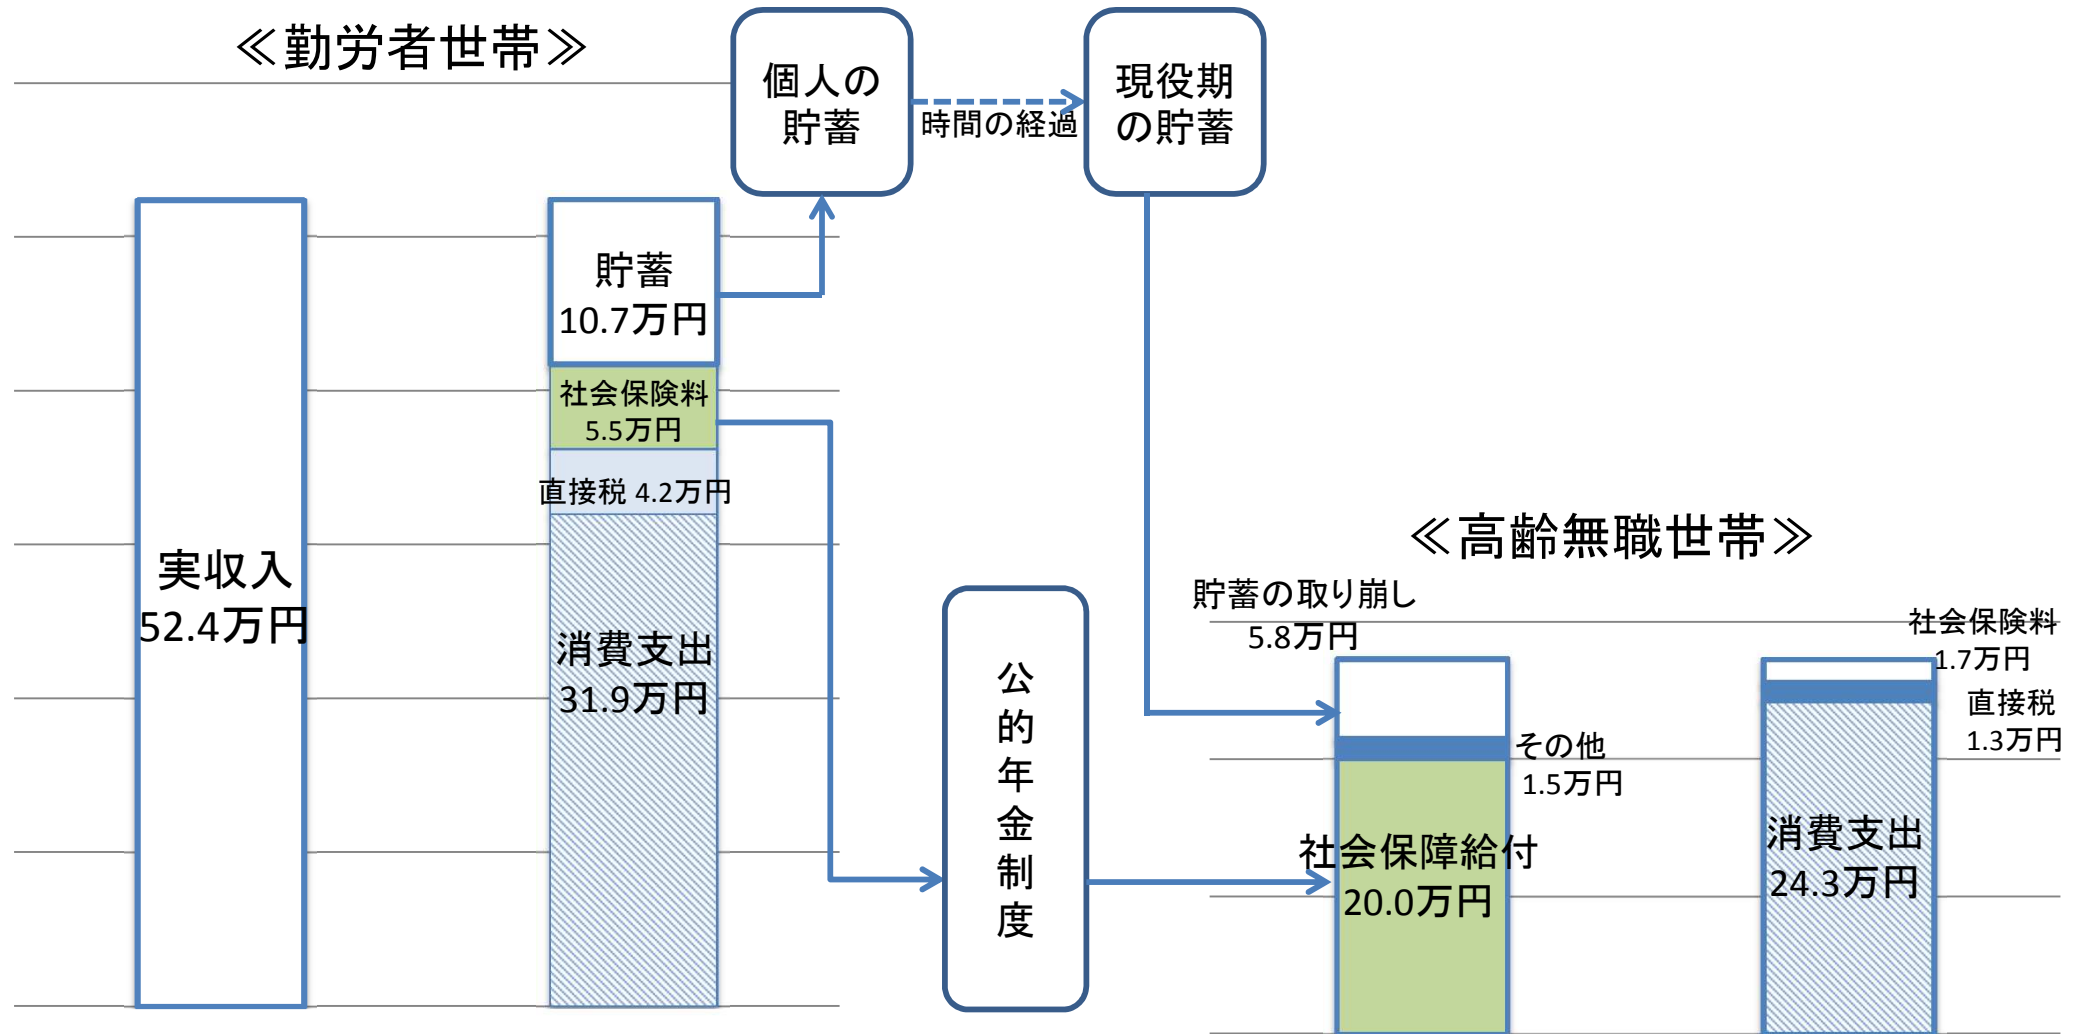 ≪勤労者世帯≫
個人の
貯蓄
時間の経過
現役期
の貯蓄
実収入
52.4万円
貯蓄
10.7万円
社会保険料
5.5万円
直接税 4.2万円
消費支出
31.9万円
公的年金制度
≪高齢無職世帯≫
貯蓄の取り崩し
5.8万円
その他
1.5万円
社会保障給付
20.0万円
社会保険料
1.7万円
直接税
1.3万円
消費支出
24.3万円